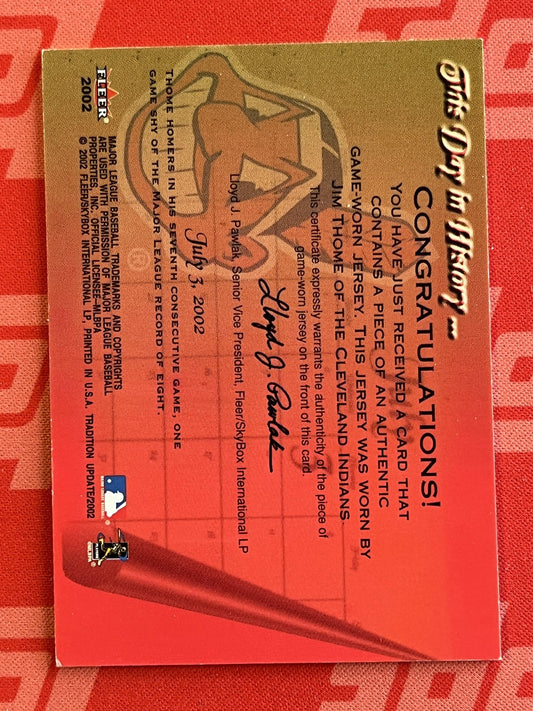 This Day in History...
CONGRATULATIONS!
YOU HAVE JUST RECEIVED A CARD THAT
CONTAINS A PIECE OF AN AUTHENTIC
GAME-WORN JERSEY. THIS JERSEY WAS WORN BY
JIM THOME OF THE CLEVELAND INDIANS
This certificate expressly warrants the authenticity of the piece of
game-worn jersey on the front of this card.
Lloyd J. Pawlak
Lloyd J. Pawlak, Senior Vice President, Fleer/SkyBox International LP
July 3, 2002
THOME HOMERS IN HIS SEVENTH CONSECUTIVE GAME, ONE
GAME SHY OF THE MAJOR LEAGUE RECORD OF EIGHT.
FLEER
2002
MAJOR LEAGUE BASEBALL TRADEMARKS AND COPYRIGHTS
ARE USED WITH PERMISSION OF MAJOR LEAGUE BASEBALL
PROPERTIES, INC. OFFICIAL LICENSEE–MLBPA
© 2002 FLEER/SKYBOX INTERNATIONAL LP, PRINTED IN U.S.A. TRADITION UPDATE/2002